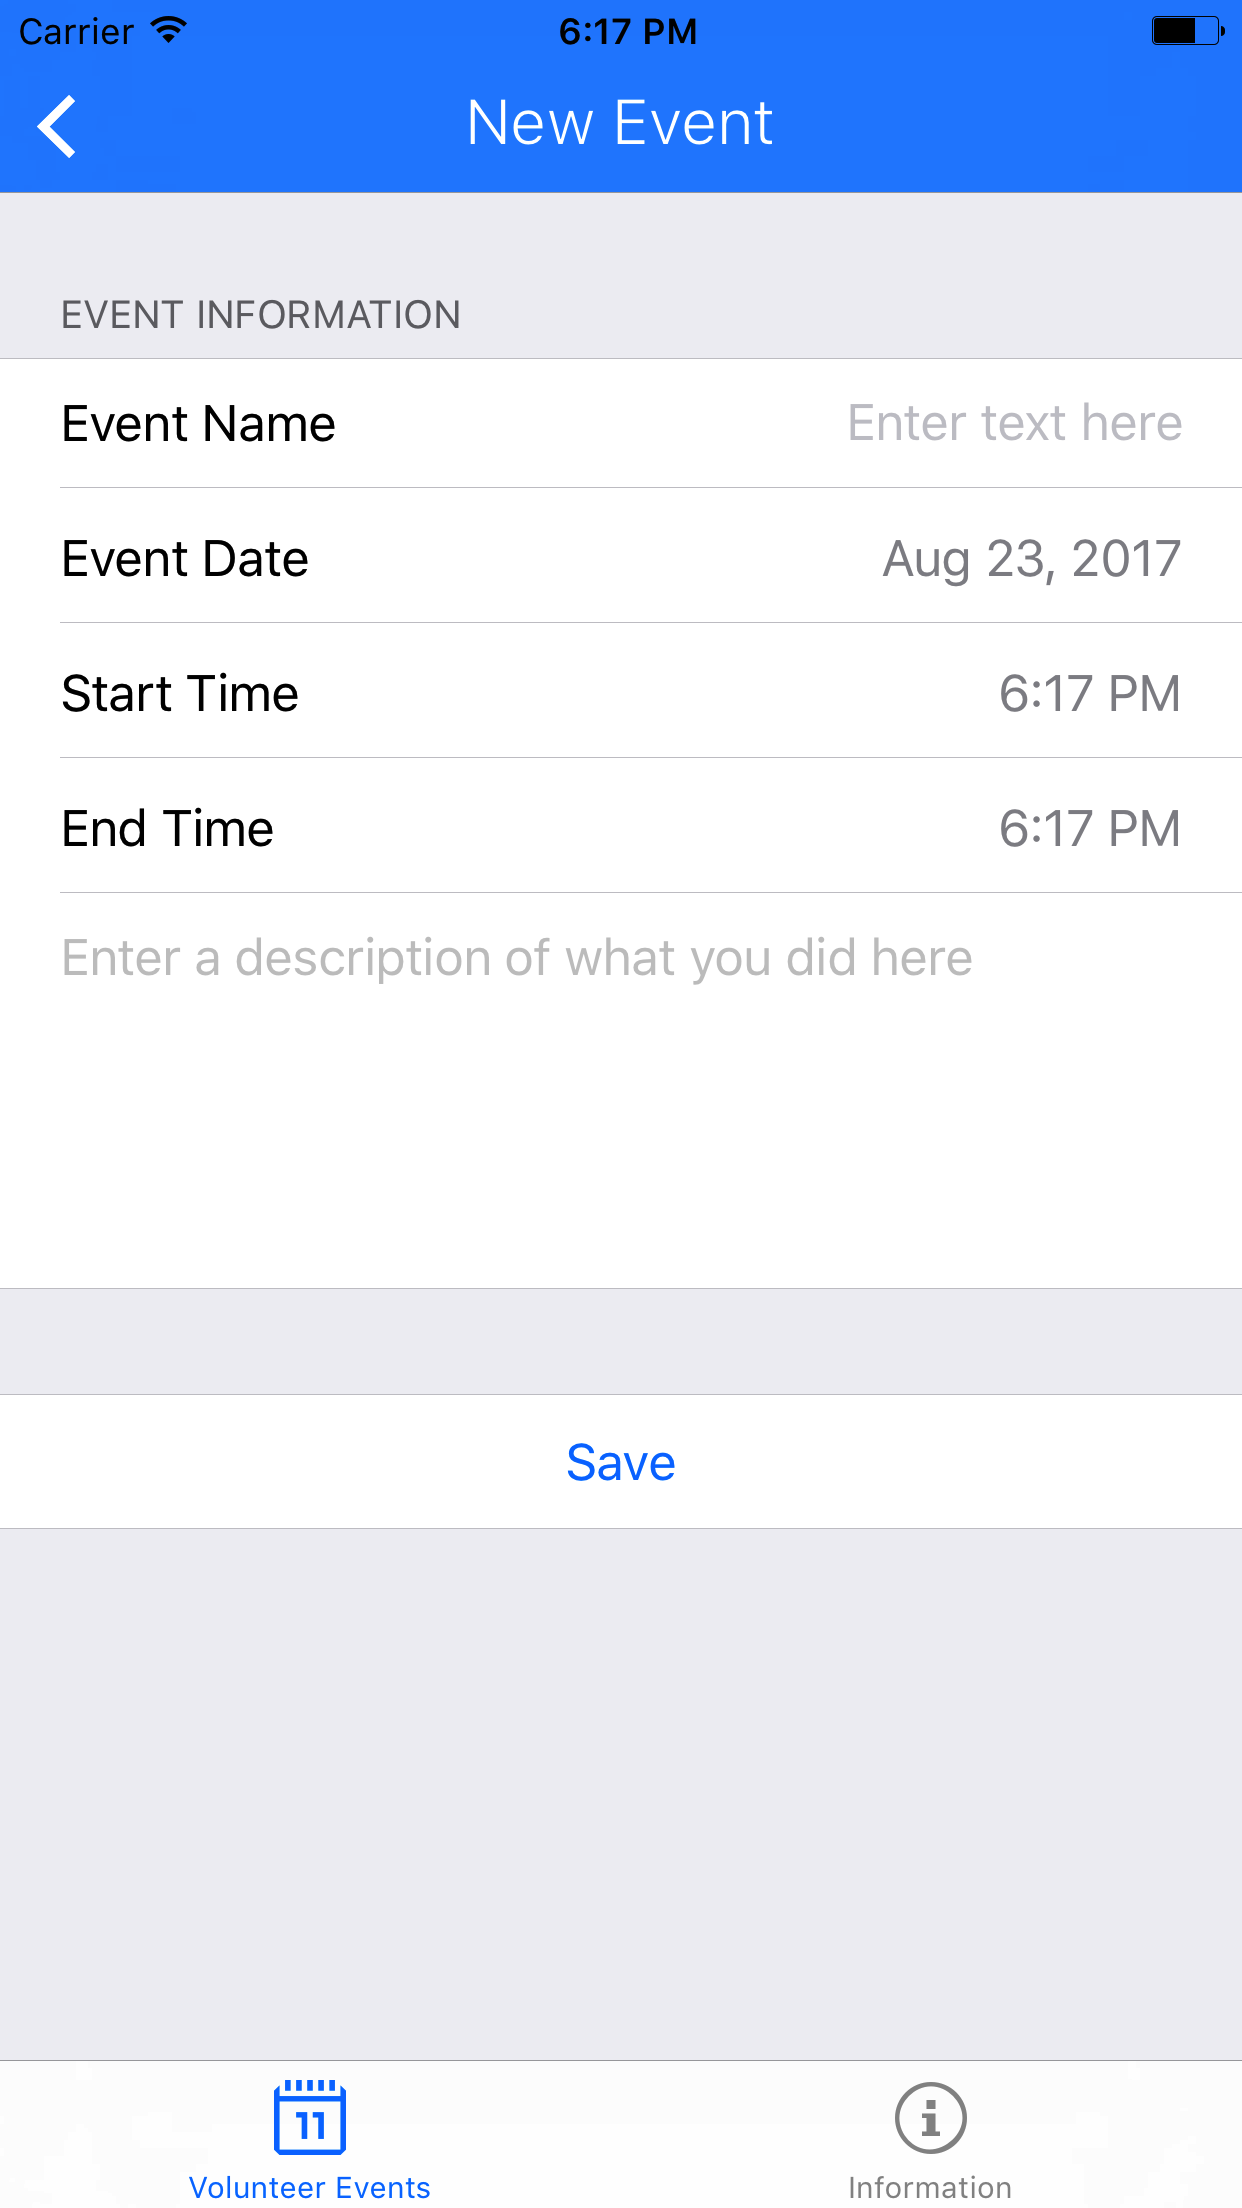 Carrier 6:17 PM
New Event
EVENT INFORMATION
Event Name Enter text here
Event Date Aug 23, 2017
Start Time 6:17 PM
End Time 6:17 PM
Enter a description of what you did here
Save
11
Volunteer Events Information